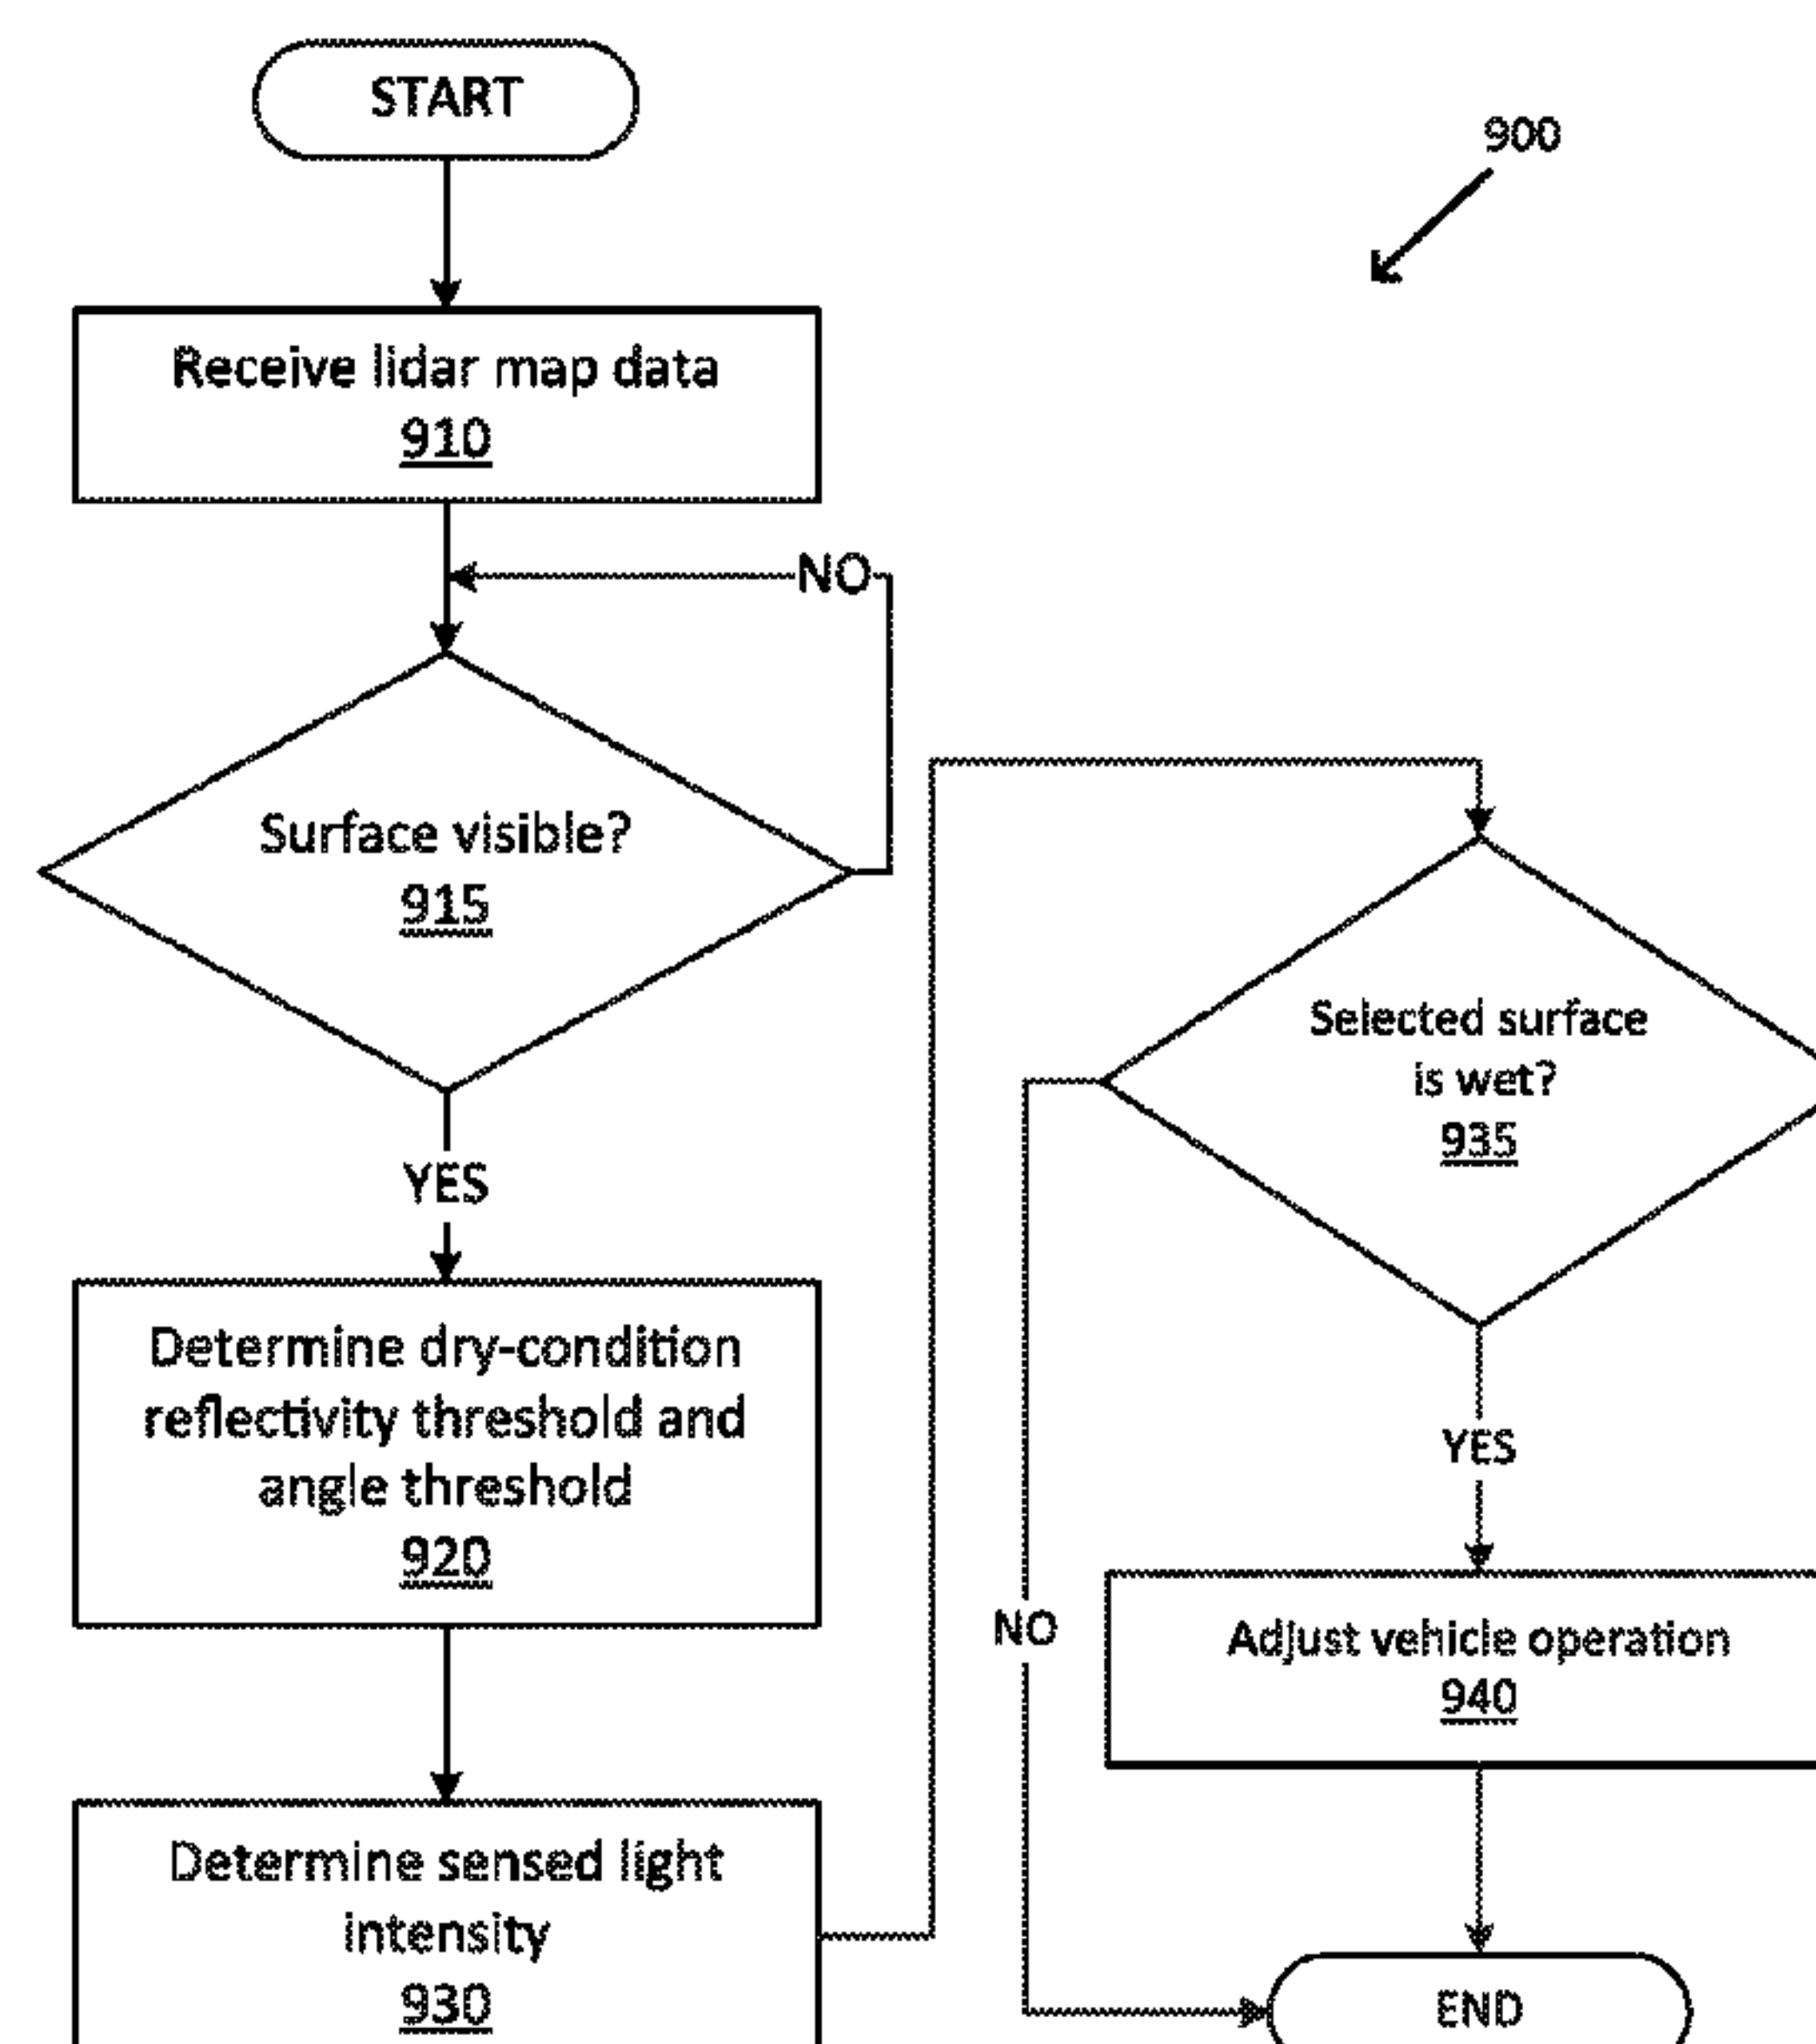 START
900
Receive lidar map data
910
NO
Surface visible?
915
YES
Determine dry-condition
reflectivity threshold and
angle threshold
920
Determine sensed light
intensity
930
Selected surface
is wet?
935
YES
NO
Adjust vehicle operation
940
END